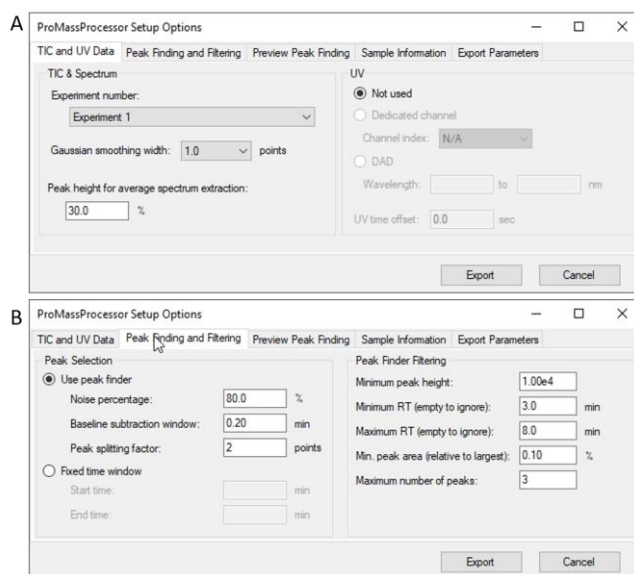 A
ProMassProcessor Setup Options
TIC and UV Data Peak Finding and Filtering Preview Peak Finding Sample Information Export Parameters
TIC & Spectrum
Experiment number:
Experiment 1
Gaussian smoothing width: 1.0 points
Peak height for average spectrum extraction:
30.0 %
UV
Not used
Dedicated channel
Channel index: N/A
DAD
Wavelength: to nm
UV time offset: 0.0 sec
Export Cancel
B
ProMassProcessor Setup Options
TIC and UV Data Peak Finding and Filtering Preview Peak Finding Sample Information Export Parameters
Peak Selection
Use peak finder
Noise percentage: 80.0 %
Baseline subtraction window: 0.20 min
Peak splitting factor: 2 points
Fixed time window
Start time: min
End time: min
Peak Finder Filtering
Minimum peak height: 1.00e4
Minimum RT (empty to ignore): 3.0 min
Maximum RT (empty to ignore): 8.0 min
Min. peak area (relative to largest): 0.10 %
Maximum number of peaks: 3
Export Cancel